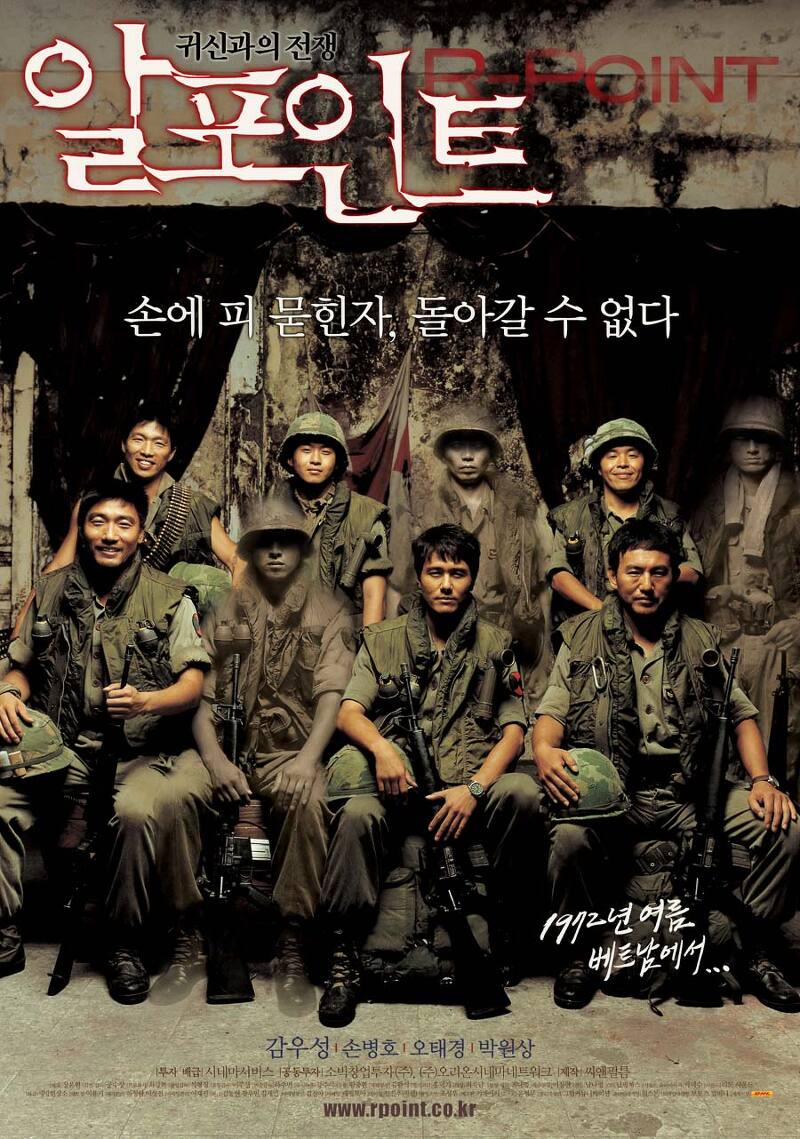 귀신과의 전쟁
R-POINT
알포인트
손에 피 묻힌자, 돌아갈 수 없다
1972년 여름
베트남에서...
감우성 | 손병호 | 오태경 | 박원상
| 투자 배급 | 시네마서비스 | 공동투자 | 소빅창업투자(주), (주)오리온시네마네트워크 | 제작 | 씨앤필름
www.rpoint.co.kr